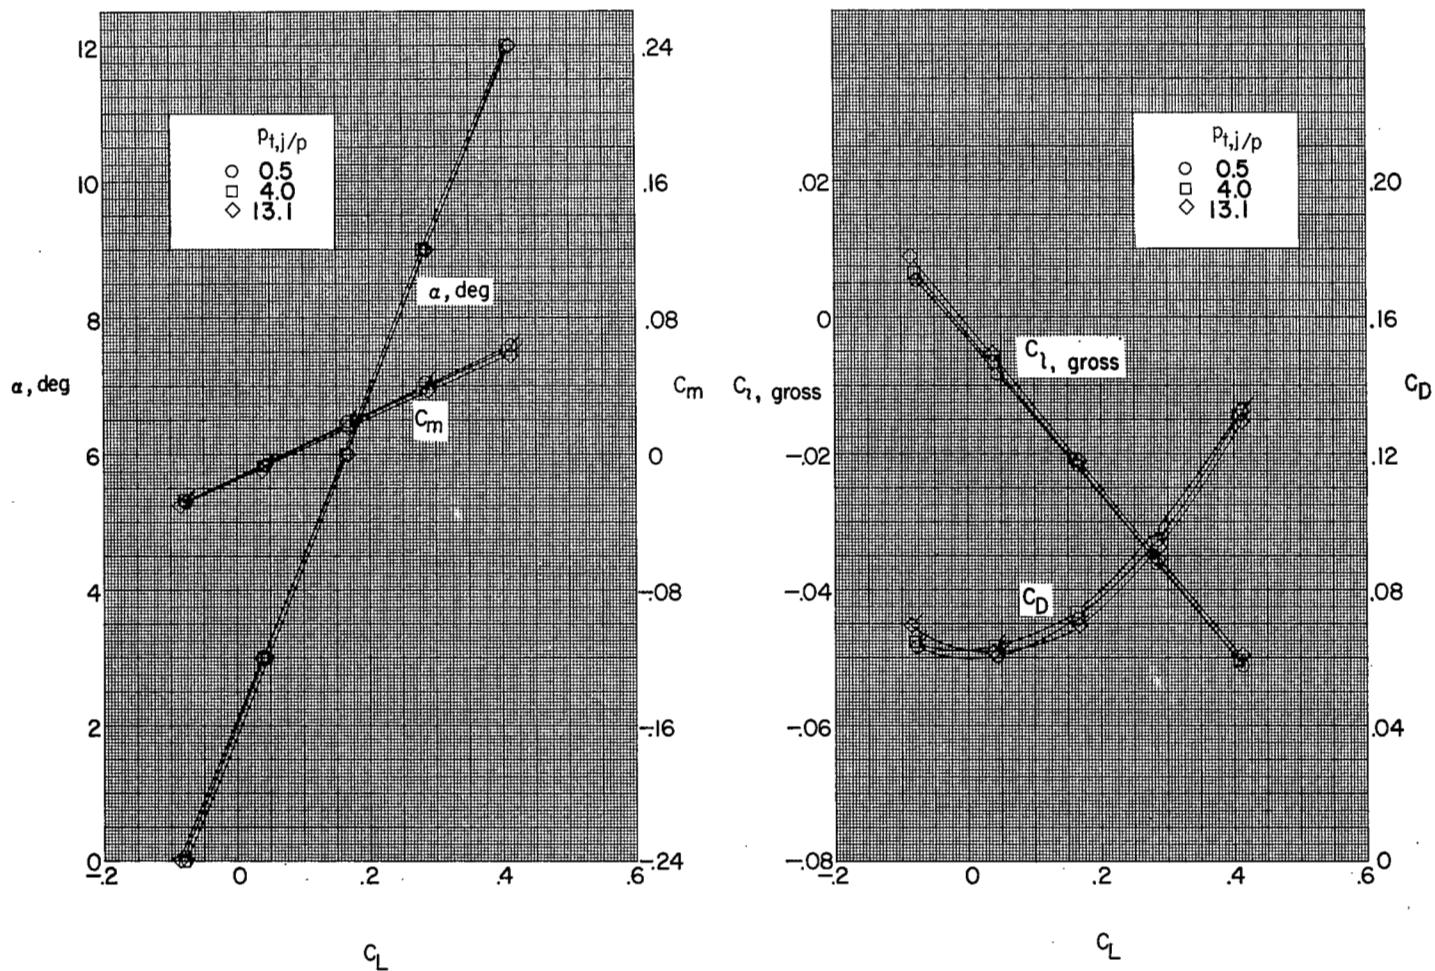 12
10
8
6
4
2
0
α, deg
p_t,j/p
○ 0.5
□ 4.0
◇ 13.1
α, deg
C_m
.24
.16
.08
0
-.08
-.16
-.24
C_m
-.2 0 .2 .4 .6
C_L
.02
0
-.02
-.04
-.06
-.08
C_l, gross
p_t,j/p
○ 0.5
□ 4.0
◇ 13.1
C_l, gross
C_D
.20
.16
.12
.08
.04
0
C_D
-.2 0 .2 .4 .6
C_L